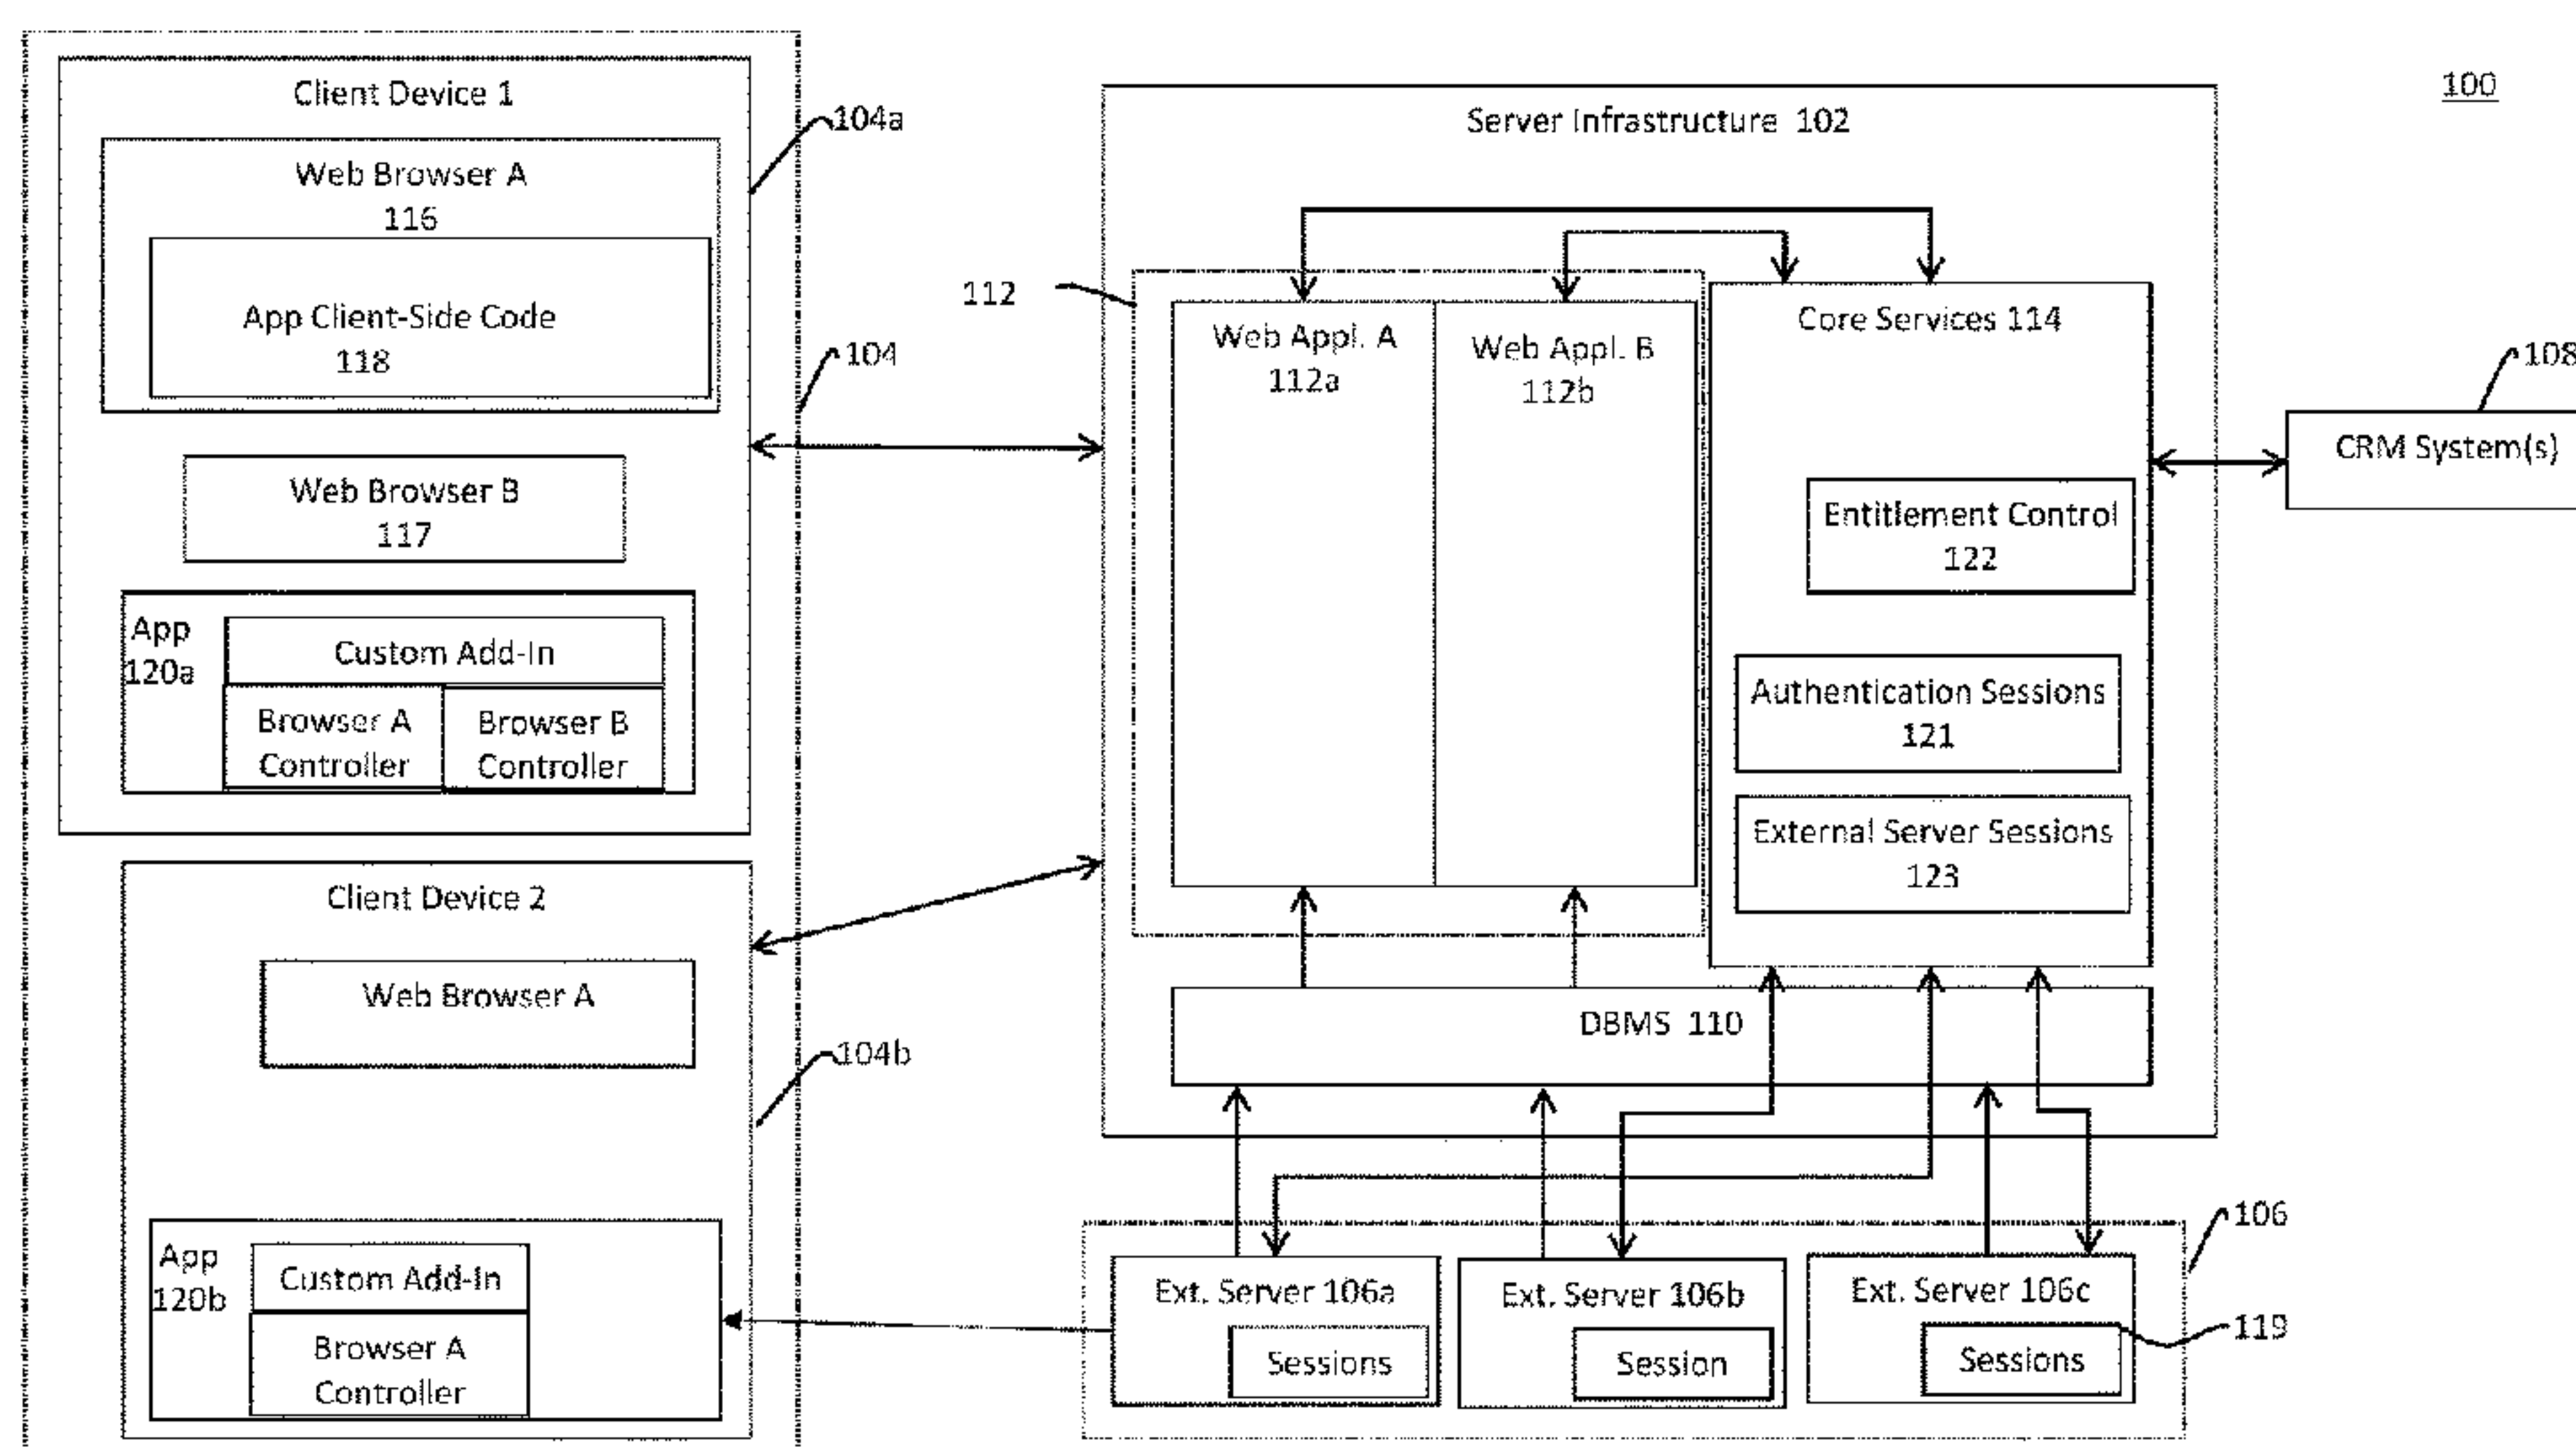 100
Client Device 1
104a
Web Browser A
116
App Client-Side Code
118
104
Web Browser B
117
App
120a
Custom Add-In
Browser A
Controller
Browser B
Controller
Client Device 2
Web Browser A
104b
App
120b
Custom Add-In
Browser A
Controller
Server Infrastructure 102
112
Web Appl. A
112a
Web Appl. B
112b
Core Services 114
Entitlement Control
122
Authentication Sessions
121
External Server Sessions
123
DBMS 110
108
CRM System(s)
106
Ext. Server 106a
Sessions
Ext. Server 106b
Session
Ext. Server 106c
Sessions
119